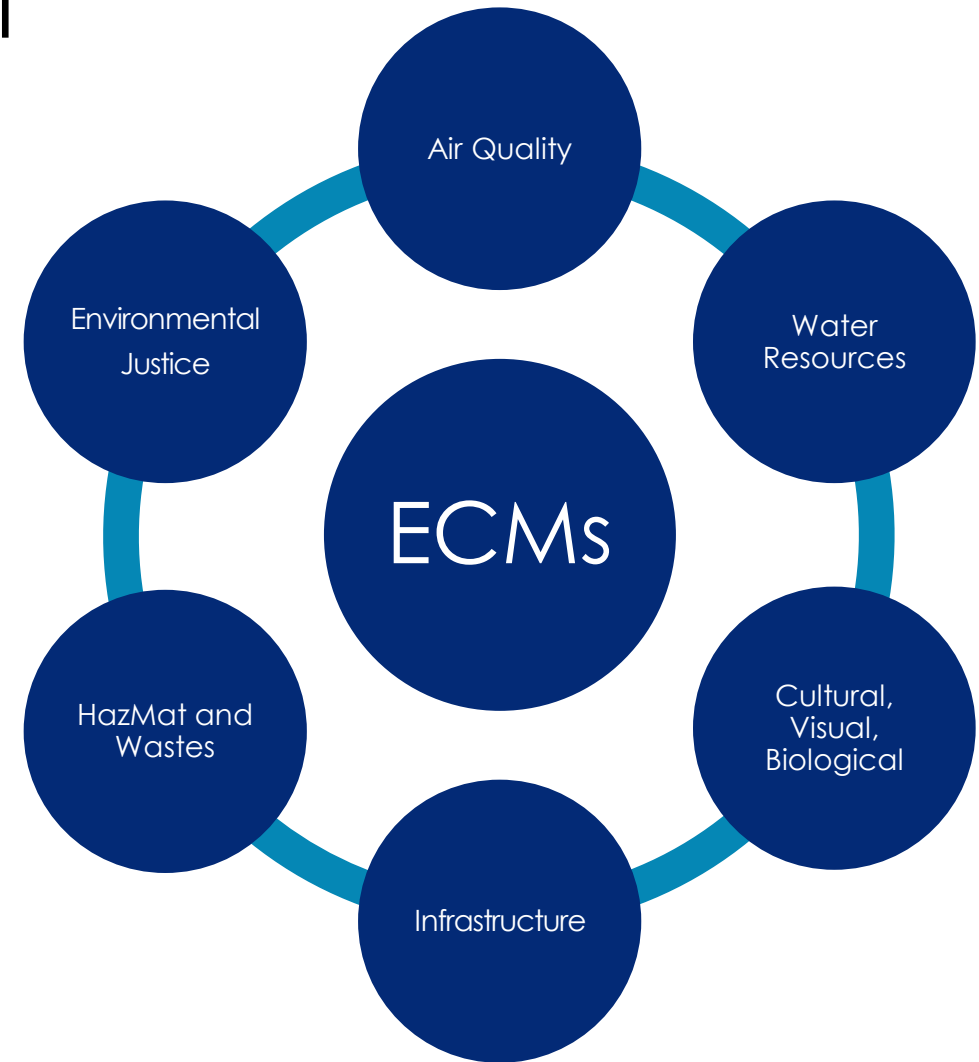 Air Quality
Water
Resources
Cultural,
Visual,
Biological
Infrastructure
HazMat and
Wastes
Environmental
Justice
ECMs